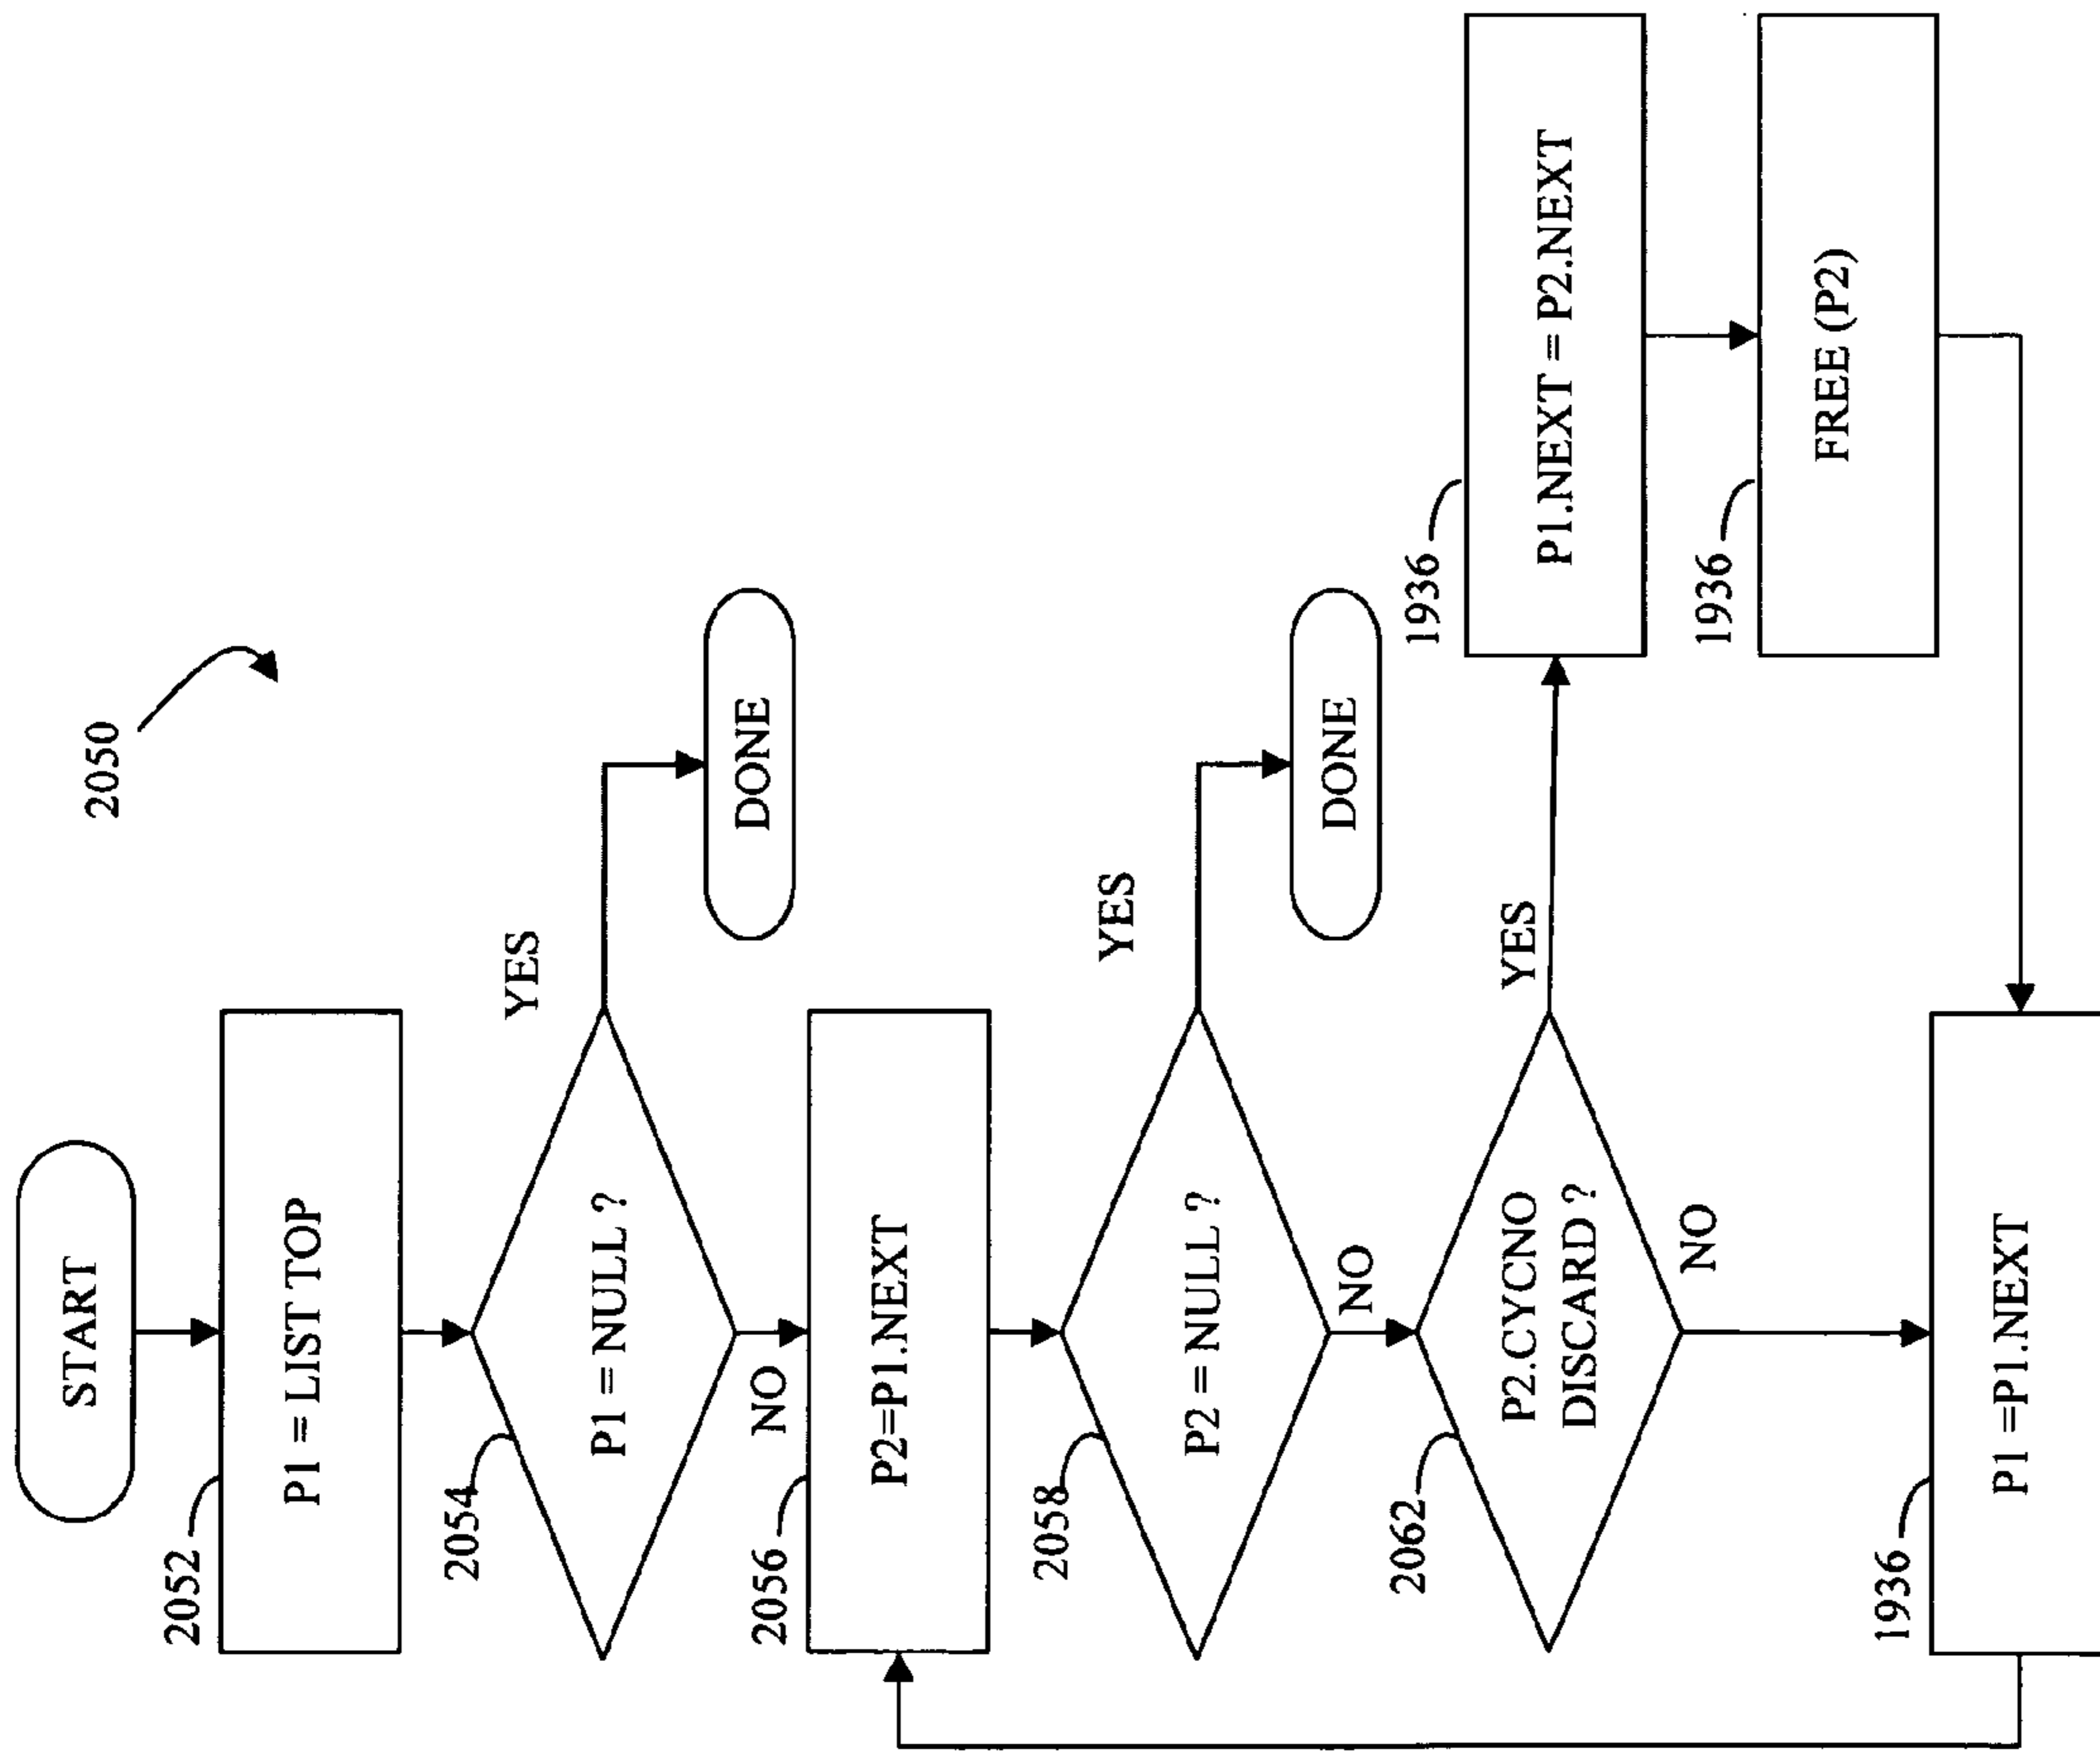 2050
START
2052
P1 = LIST TOP
2054
P1 = NULL ?
YES
DONE
NO
2056
P2=P1.NEXT
2058
P2 = NULL ?
YES
DONE
NO
2062
P2.CYCNO
DISCARD ?
YES
1936
P1.NEXT = P2.NEXT
1936
FREE (P2)
NO
1936
P1 =P1.NEXT